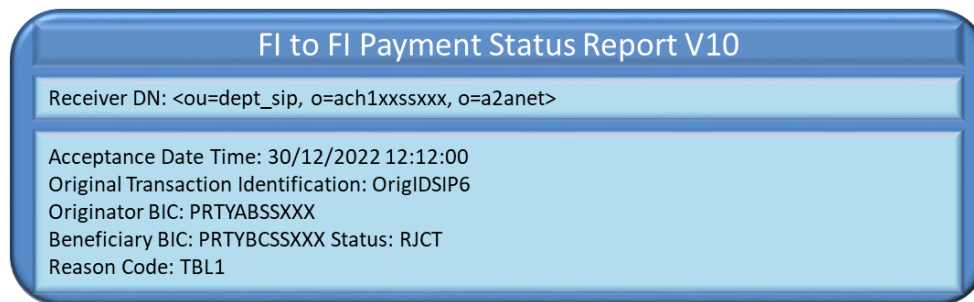 FI to FI Payment Status Report V10
Receiver DN: <ou=dept_sip, o=ach1xxssxxx, o=a2anet>
Acceptance Date Time: 30/12/2022 12:12:00
Original Transaction Identification: OrigIDSIP6
Originator BIC: PRTYABSSXXX
Beneficiary BIC: PRTYBCSSXXX Status: RJCT
Reason Code: TBL1